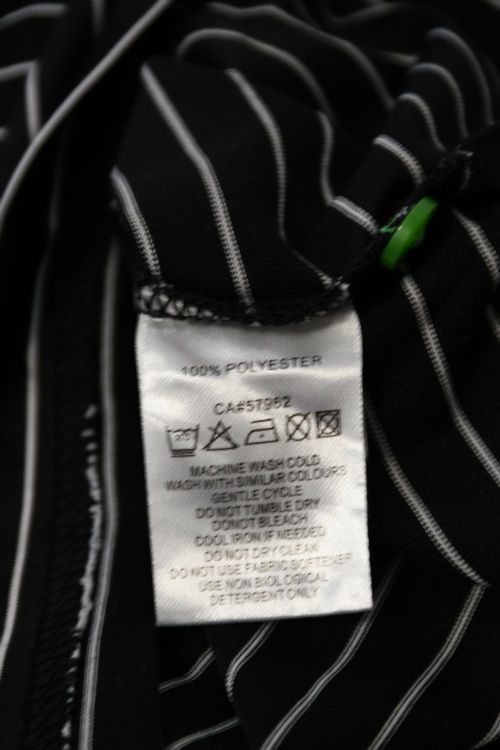 100% POLYESTER
CA#57962
MACHINE WASH COLD
WASH WITH SIMILAR COLOURS
GENTLE CYCLE
DO NOT TUMBLE DRY
DONOT BLEACH
COOL IRON IF NEEDED
DO NOT DRY CLEAN
DO NOT USE FABRIC SOFTENER
USE NON BIOLOGICAL
DETERGENT ONLY